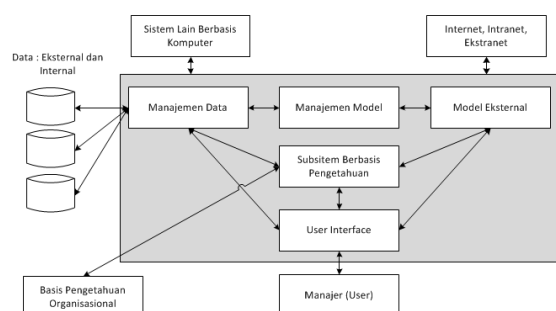 Sistem Lain Berbasis
Komputer
Internet, Intranet,
Ekstranet
Data : Eksternal dan
Internal
Manajemen Data
Manajemen Model
Model Eksternal
Subsitem Berbasis
Pengetahuan
User Interface
Basis Pengetahuan
Organisasional
Manajer (User)